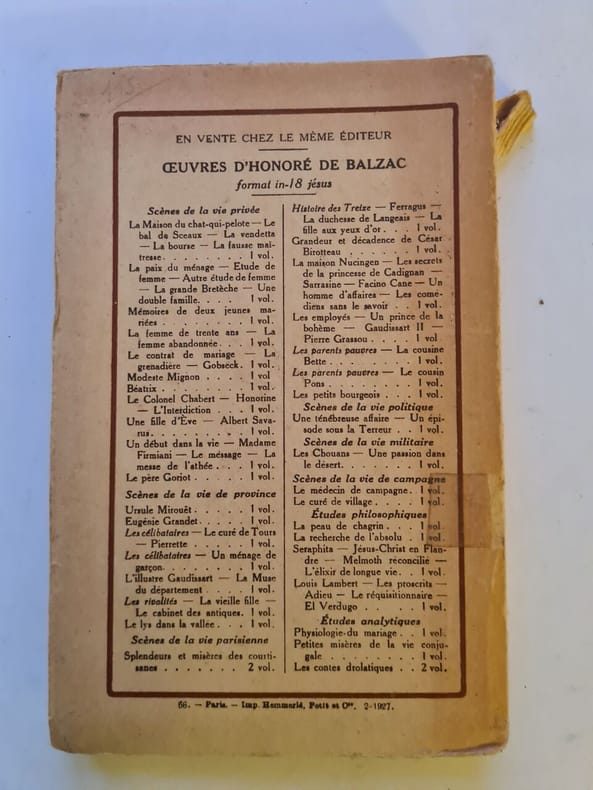 115
EN VENTE CHEZ LE MÊME ÉDITEUR
ŒUVRES D'HONORÉ DE BALZAC
format in-18 jésus
Scènes de la vie privée
La Maison du chat-qui-pelote — Le
bal de Sceaux — La vendetta
— La bourse — La fausse maî-
tresse. . . . . . . . 1 vol.
La paix du ménage — Etude de
femme — Autre étude de femme
— La grande Bretèche — Une
double famille. . . . 1 vol.
Mémoires de deux jeunes ma-
riées . . . . . . . . 1 vol.
La femme de trente ans — La
femme abandonnée. . . 1 vol.
Le contrat de mariage — La
grenadière — Gobseck. 1 vol.
Modeste Mignon . . . . 1 vol
Béatrix . . . . . . . . 1 vol.
Le Colonel Chabert — Honorine
— L'Interdiction . . . 1 vol.
Une fille d'Ève — Albert Sava-
rus. . . . . . . . . . 1 vol.
Un début dans la vie — Madame
Firmiani — Le message — La
messe de l'athée. . . . 1 vol.
Le père Goriot . . . . . 1 vol.
Scènes de la vie de province
Ursule Mirouët. . . . . 1 vol.
Eugénie Grandet. . . . . 1 vol.
Les célibataires — Le curé de Tours
— Pierrette . . . . . 1 vol.
Les célibataires — Un ménage de
garçon. . . . . . . . . 1 vol.
L'illustre Gaudissart — La Muse
du département . . . . 1 vol.
Les rivalités — La vieille fille —
Le cabinet des antiques. 1 vol.
Le lys dans la vallée. . . 1 vol.
Scènes de la vie parisienne
Splendeurs et misères des courti-
sanes . . . . . . . 2 vol.
Histoire des Treize — Ferragus —
La duchesse de Langeais — La
fille aux yeux d'or. . . 1 vol.
Grandeur et décadence de César
Birotteau . . . . . . 1 vol.
La maison Nucingen — Les secrets
de la princesse de Cadignan —
Sarrasine — Facino Cane — Un
homme d'affaires — Les comé-
diens sans le savoir . . 1 vol.
Les employés — Un prince de la
bohème — Gaudissart II —
Pierre Grassou . . . . 1 vol
Les parents pauvres — La cousine
Bette . . . . . . . . 1 vol.
Les parents pauvres — Le cousin
Pons . . . . . . . . 1 vol.
Les petits bourgeois . . . 1 vol.
Scènes de la vie politique
Une ténébreuse affaire — Un épi-
sode sous la Terreur . . 1 vol.
Scènes de la vie militaire
Les Chouans — Une passion dans
le désert. . . . . . . 1 vol.
Scènes de la vie de campagne
Le médecin de campagne. 1 vol.
Le curé de village. . . . 1 vol.
Études philosophiques
La peau de chagrin. . . 1 vol.
La recherche de l'absolu . 1 vol.
Seraphita — Jésus-Christ en Flan-
dre — Melmoth réconcilié —
L'élixir de longue vie. . 1 vol.
Louis Lambert — Les proscrits —
Adieu — Le réquisitionnaire —
El Verdugo . . . . . . 1 vol.
Études analytiques
Physiologie du mariage . . 1 vol.
Petites misères de la vie conju-
gale . . . . . . . . 1 vol.
Les contes drolatiques . . 2 vol.
66. — Paris. — Imp. Hemmerlé, Petit et Cie. 2-1927.